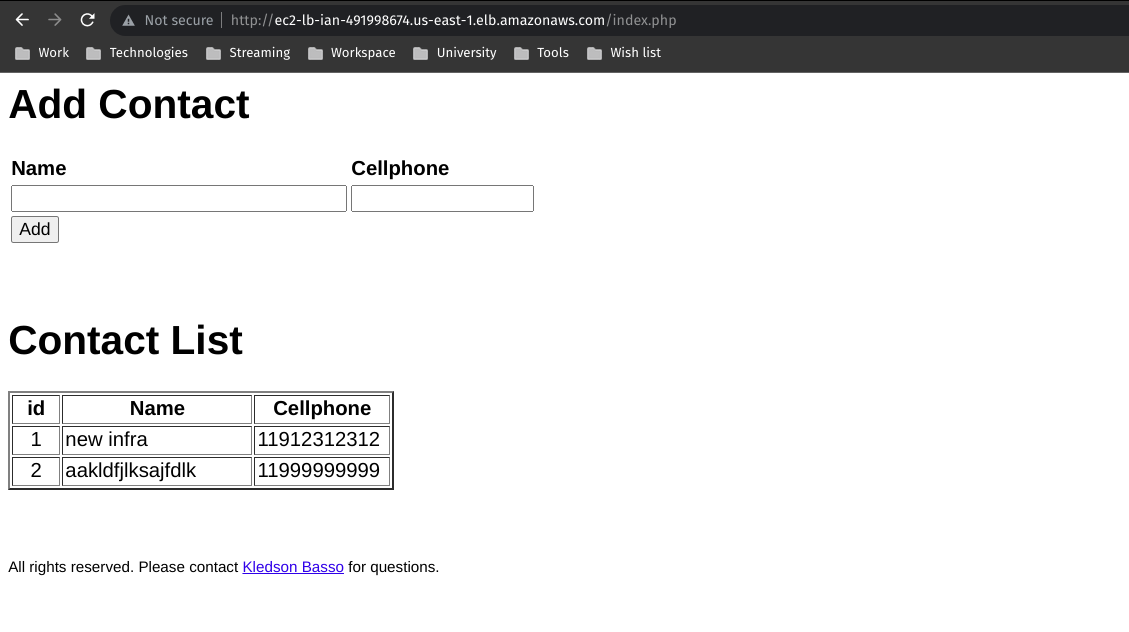 Not secure http://ec2-lb-ian-491998674.us-east-1.elb.amazonaws.com/index.php
Work Technologies Streaming Workspace University Tools Wish list
Add Contact
Name Cellphone
Add
Contact List
id Name Cellphone
1 new infra 11912312312
2 aakldfjlksajfdlk 11999999999
All rights reserved. Please contact Kledson Basso for questions.